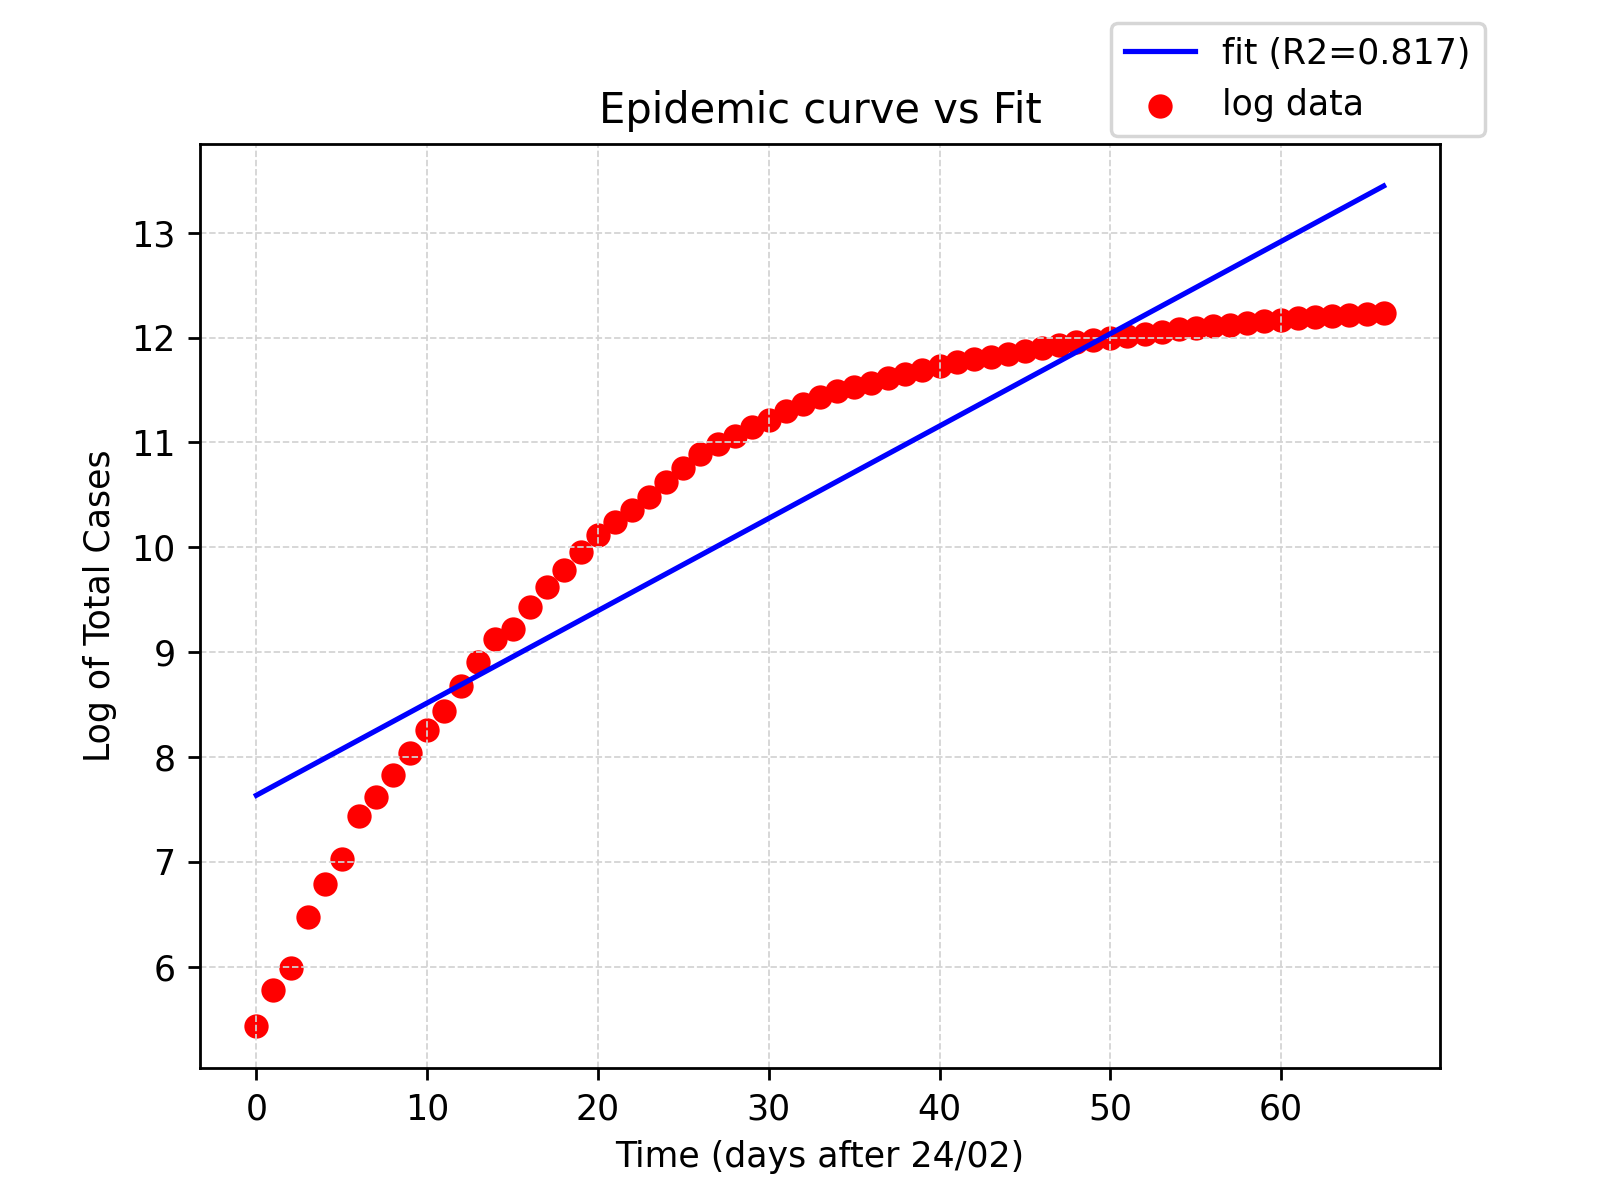 fit (R2=0.817)
log data
Epidemic curve vs Fit
Log of Total Cases
13
12
11
10
9
8
7
6
0 10 20 30 40 50 60
Time (days after 24/02)